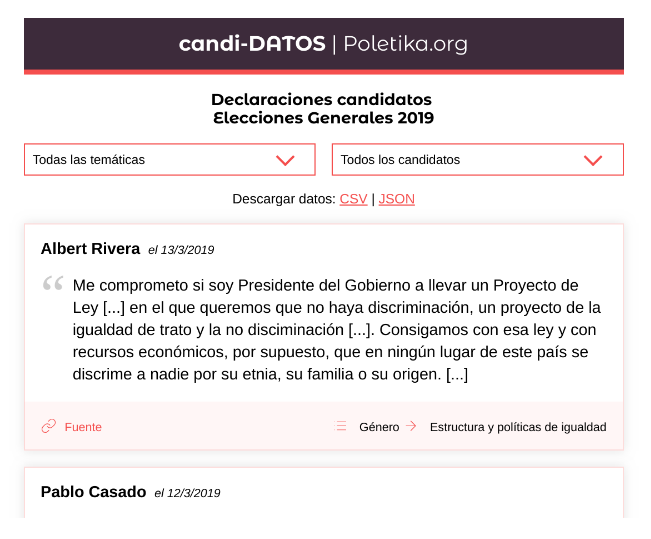 candi-DATOS | Poletika.org
Declaraciones candidatos
Elecciones Generales 2019
Todas las temáticas
Todos los candidatos
Descargar datos: CSV | JSON
Albert Rivera el 13/3/2019
“ Me comprometo si soy Presidente del Gobierno a llevar un Proyecto de
Ley [...] en el que queremos que no haya discriminación, un proyecto de la
igualdad de trato y la no disciminación [...]. Consigamos con esa ley y con
recursos económicos, por supuesto, que en ningún lugar de este país se
discrime a nadie por su etnia, su familia o su origen. [...]
Fuente
Género → Estructura y políticas de igualdad
Pablo Casado el 12/3/2019